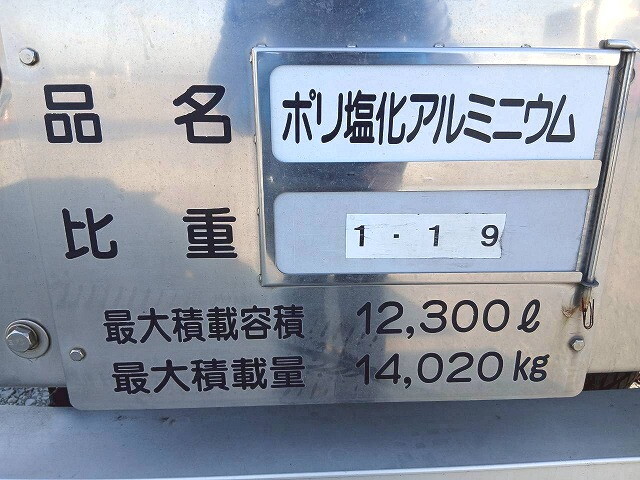 品名 ポリ塩化アルミニウム
比重 1・19
最大積載容積 12,300ℓ
最大積載量 14,020kg